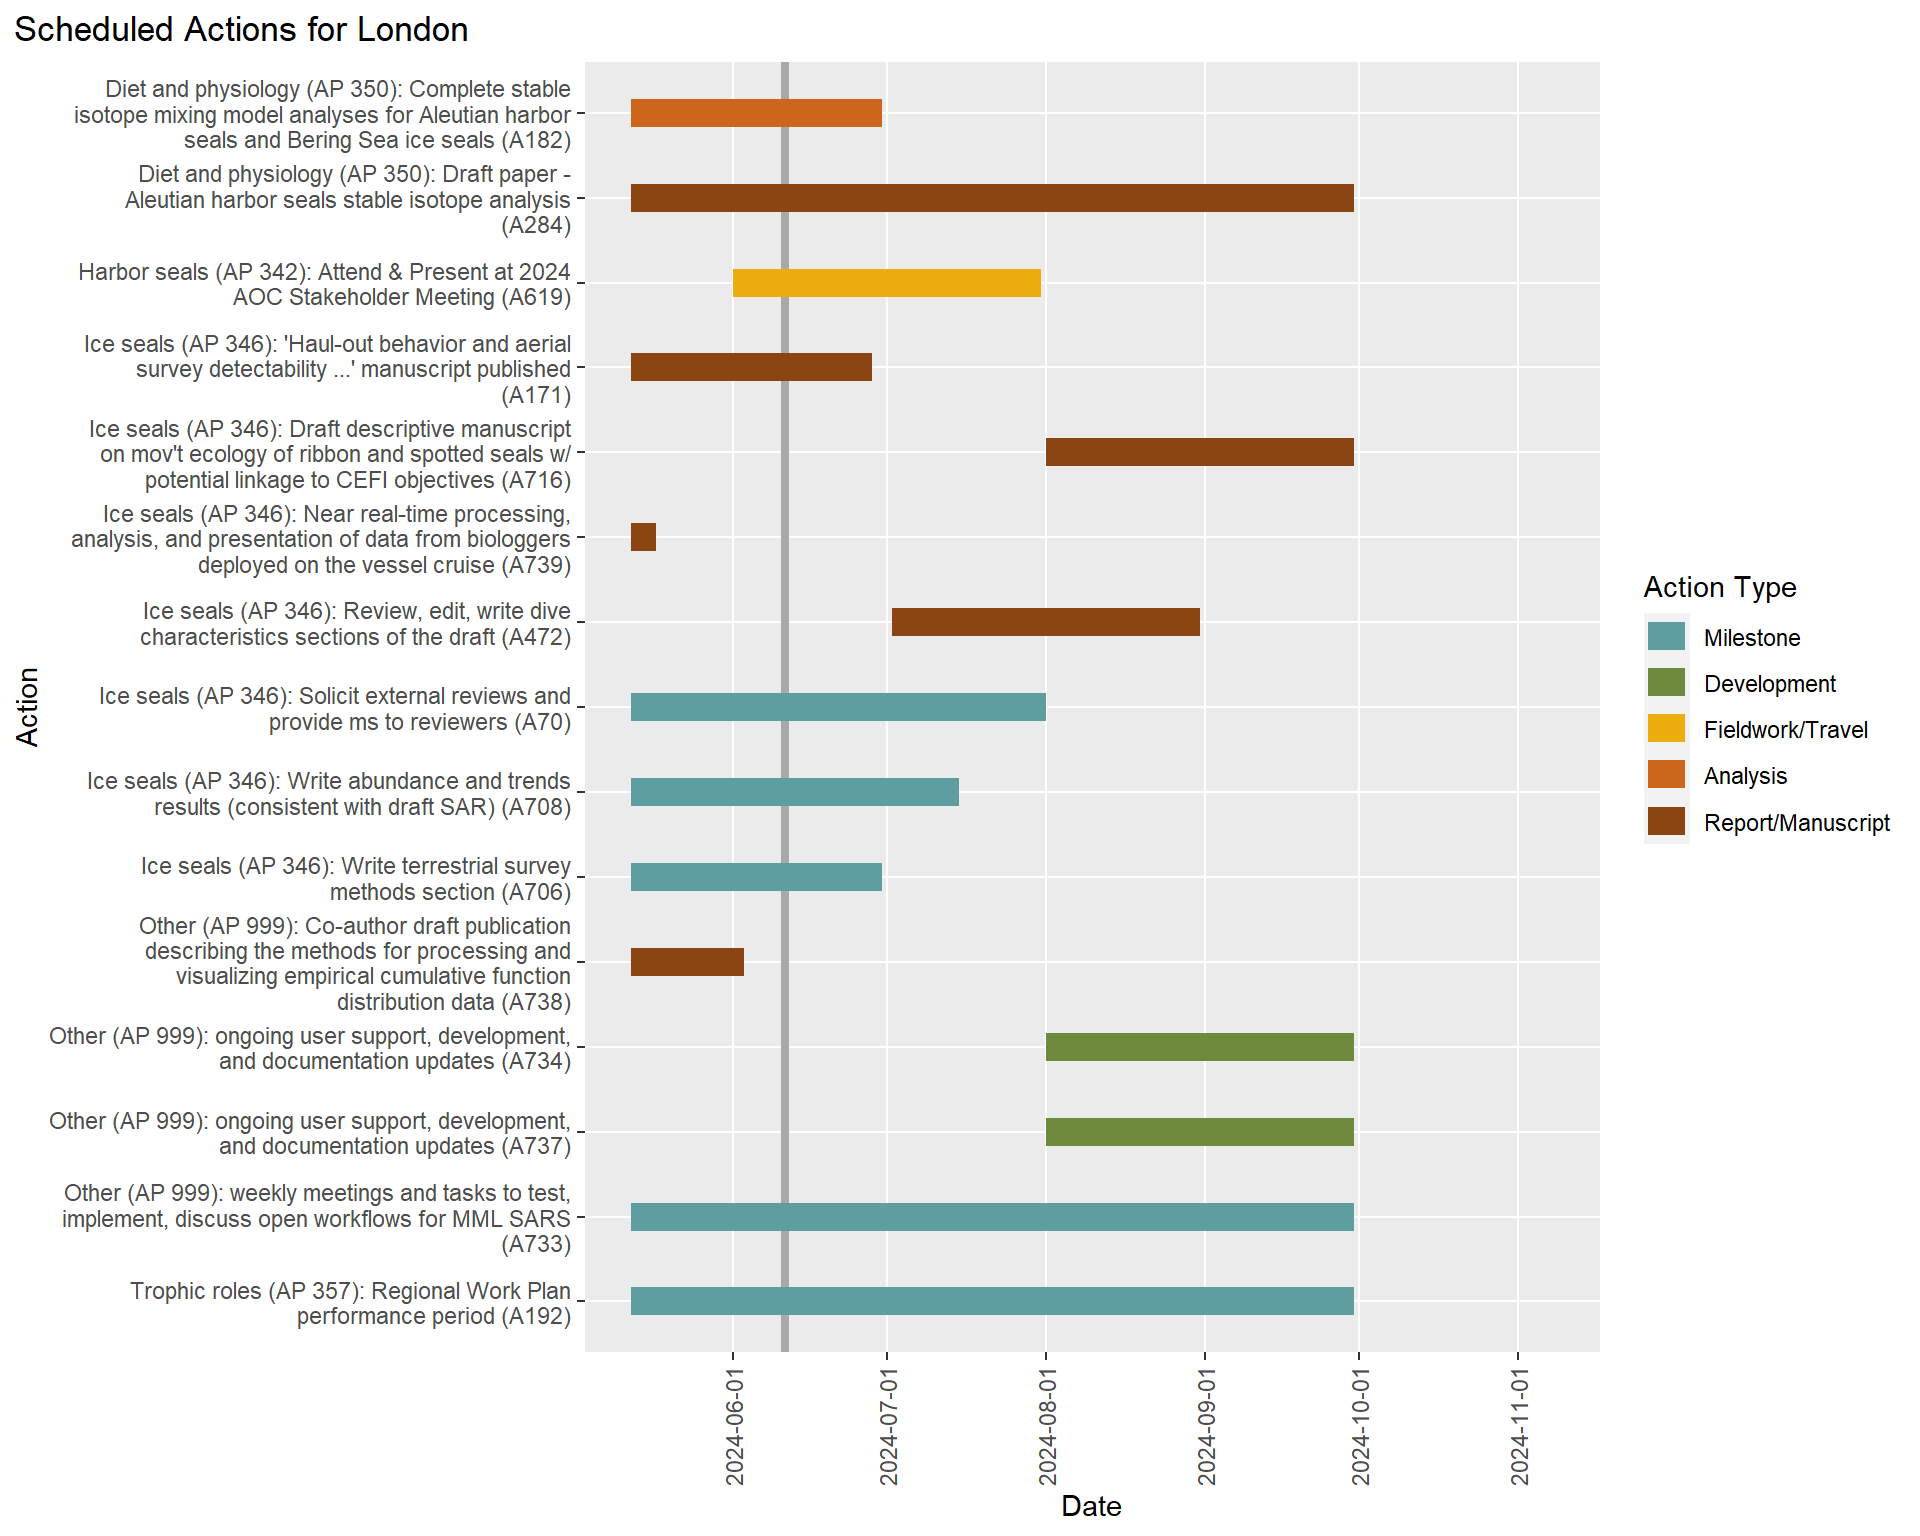 Scheduled Actions for London
Diet and physiology (AP 350): Complete stable
isotope mixing model analyses for Aleutian harbor
seals and Bering Sea ice seals (A182)
Diet and physiology (AP 350): Draft paper -
Aleutian harbor seals stable isotope analysis
(A284)
Harbor seals (AP 342): Attend & Present at 2024
AOC Stakeholder Meeting (A619)
Ice seals (AP 346): 'Haul-out behavior and aerial
survey detectability ...' manuscript published
(A171)
Ice seals (AP 346): Draft descriptive manuscript
on mov't ecology of ribbon and spotted seals w/
potential linkage to CEFI objectives (A716)
Ice seals (AP 346): Near real-time processing,
analysis, and presentation of data from biologgers
deployed on the vessel cruise (A739)
Ice seals (AP 346): Review, edit, write dive
characteristics sections of the draft (A472)
Ice seals (AP 346): Solicit external reviews and
provide ms to reviewers (A70)
Ice seals (AP 346): Write abundance and trends
results (consistent with draft SAR) (A708)
Ice seals (AP 346): Write terrestrial survey
methods section (A706)
Other (AP 999): Co-author draft publication
describing the methods for processing and
visualizing empirical cumulative function
distribution data (A738)
Other (AP 999): ongoing user support, development,
and documentation updates (A734)
Other (AP 999): ongoing user support, development,
and documentation updates (A737)
Other (AP 999): weekly meetings and tasks to test,
implement, discuss open workflows for MML SARS
(A733)
Trophic roles (AP 357): Regional Work Plan
performance period (A192)
Action
2024-06-01
2024-07-01
2024-08-01
2024-09-01
2024-10-01
2024-11-01
Date
Action Type
Milestone
Development
Fieldwork/Travel
Analysis
Report/Manuscript